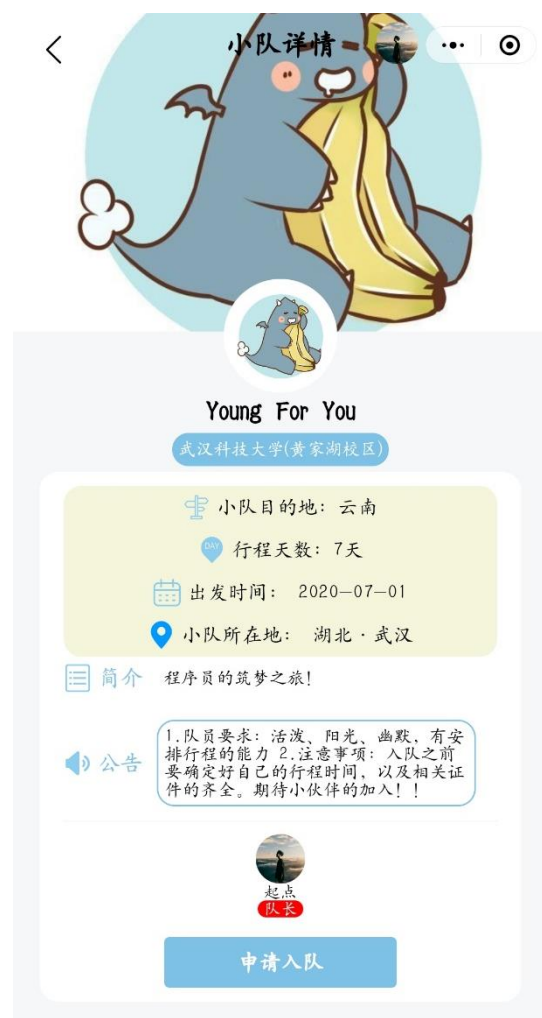 小队详情
Young For You
武汉科技大学(黄家湖校区)
小队目的地：云南
DAY 行程天数：7天
出发时间： 2020-07-01
小队所在地： 湖北·武汉
简介 程序员的筑梦之旅！
公告
1.队员要求：活泼、阳光、幽默，有安
排行程的能力 2.注意事项：入队之前
要确定好自己的行程时间，以及相关证
件的齐全。期待小伙伴的加入！！
起点
队长
申请入队